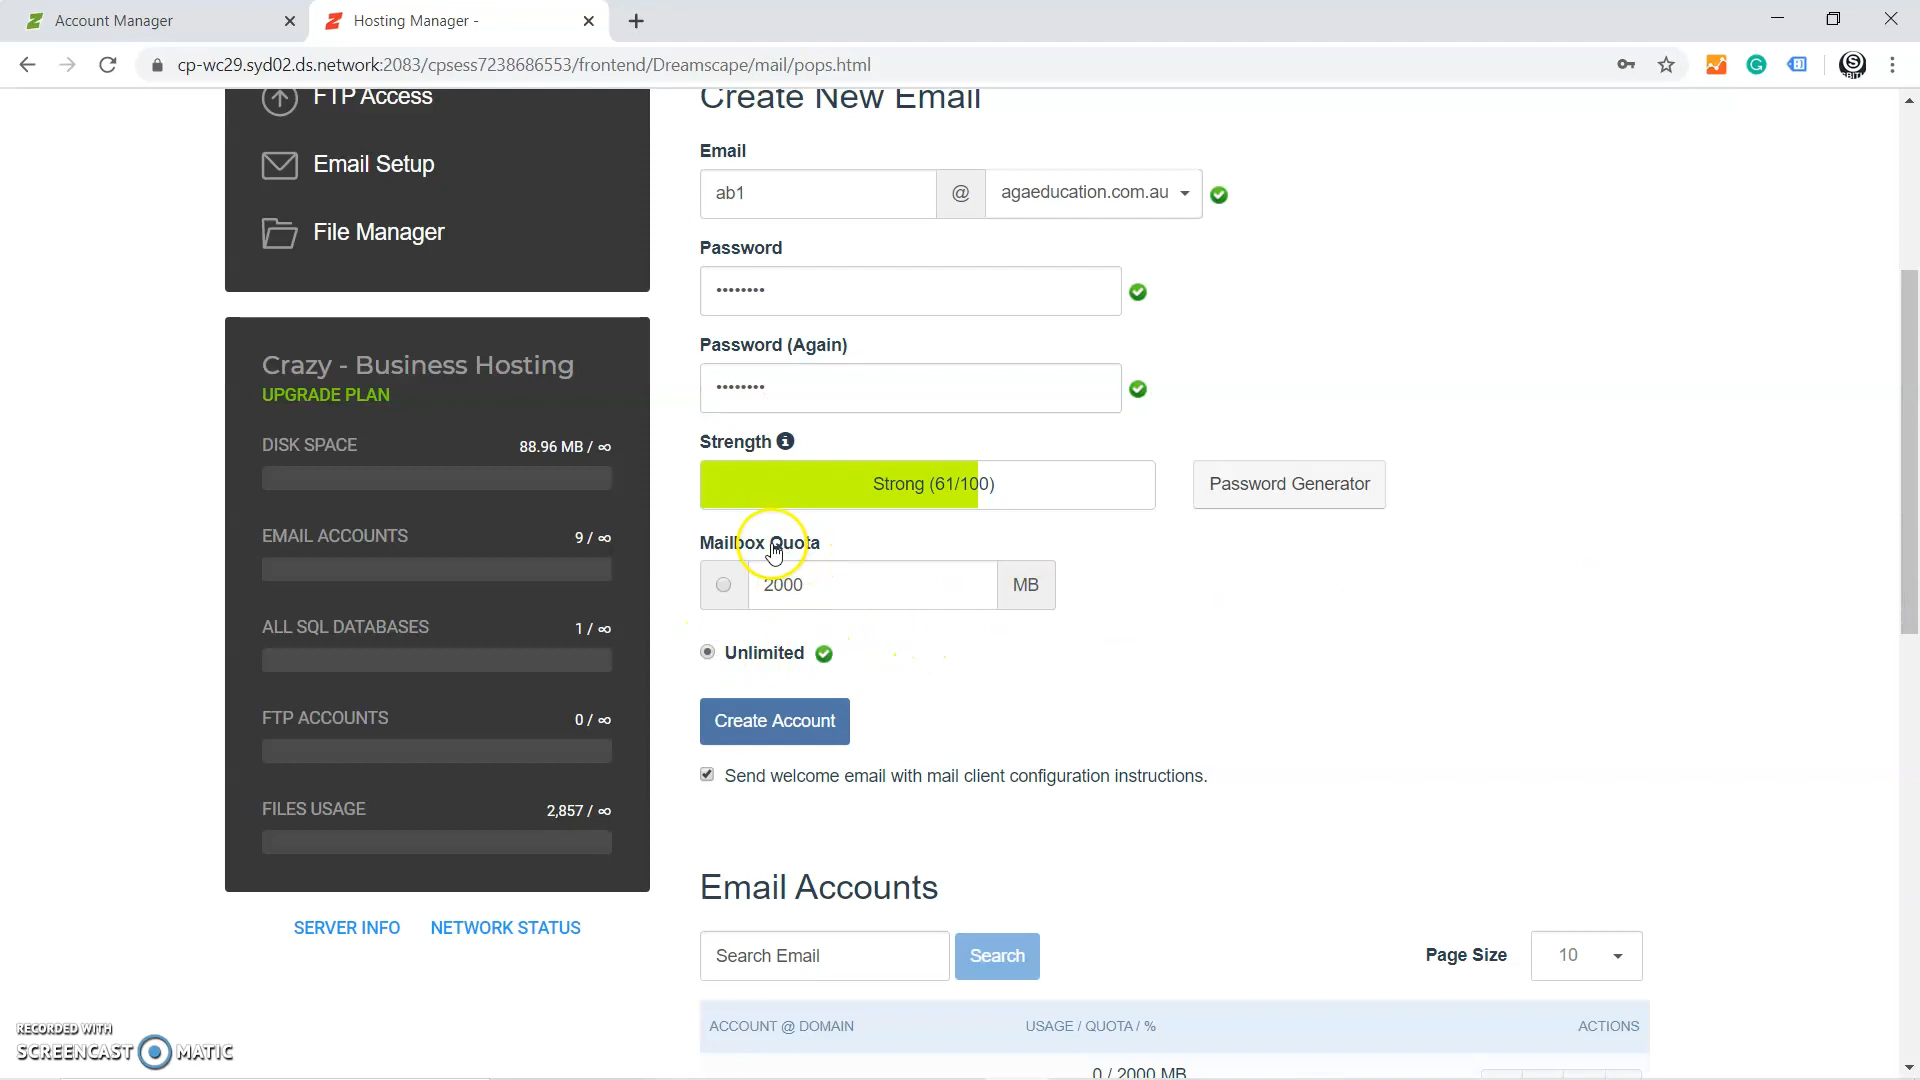 Account Manager
Hosting Manager -
cp-wc29.syd02.ds.network:2083/cpsess7238686553/frontend/Dreamscape/mail/pops.html
FTP Access
Email Setup
File Manager
Crazy - Business Hosting
UPGRADE PLAN
DISK SPACE 88.96 MB / ∞
EMAIL ACCOUNTS 9 / ∞
ALL SQL DATABASES 1 / ∞
FTP ACCOUNTS 0 / ∞
FILES USAGE 2,857 / ∞
SERVER INFO NETWORK STATUS
Create New Email
Email
ab1 @ agaeducation.com.au
Password
••••••••
Password (Again)
••••••••
Strength
Strong (61/100) Password Generator
Mailbox Quota
2000 MB
Unlimited
Create Account
Send welcome email with mail client configuration instructions.
Email Accounts
Search Email Search Page Size 10
ACCOUNT @ DOMAIN USAGE / QUOTA / % ACTIONS
0 / 2000 MB
RECORDED WITH
SCREENCAST MATIC